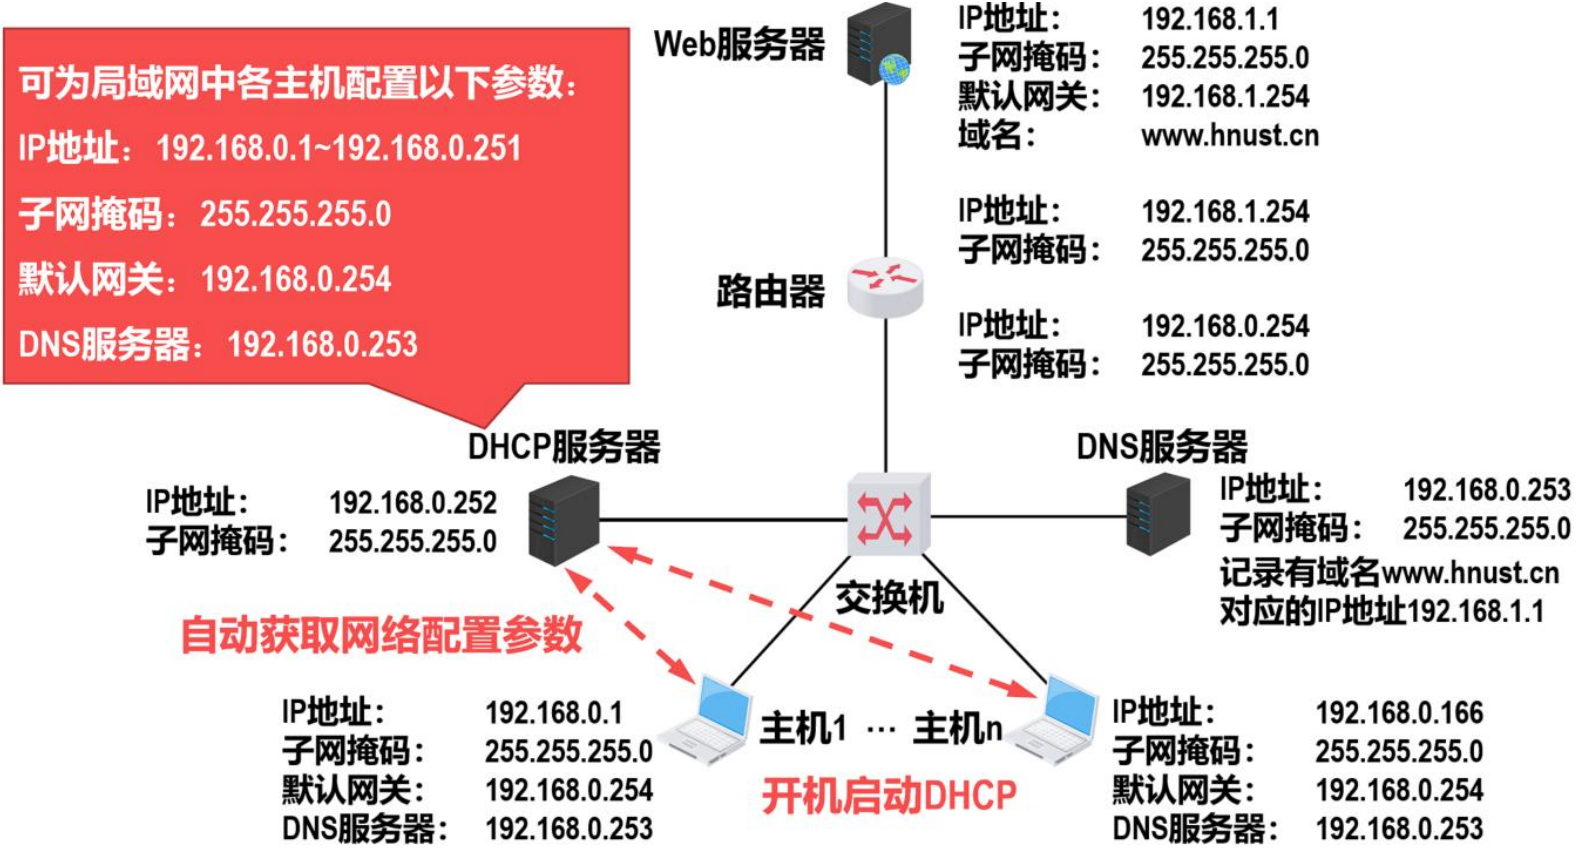 可为局域网中各主机配置以下参数：
IP地址：192.168.0.1~192.168.0.251
子网掩码：255.255.255.0
默认网关：192.168.0.254
DNS服务器：192.168.0.253
Web服务器
IP地址： 192.168.1.1
子网掩码： 255.255.255.0
默认网关： 192.168.1.254
域名： www.hnust.cn
IP地址： 192.168.1.254
子网掩码： 255.255.255.0
路由器
IP地址： 192.168.0.254
子网掩码： 255.255.255.0
DHCP服务器
IP地址： 192.168.0.252
子网掩码： 255.255.255.0
DNS服务器
IP地址： 192.168.0.253
子网掩码： 255.255.255.0
记录有域名www.hnust.cn
对应的IP地址192.168.1.1
交换机
自动获取网络配置参数
IP地址： 192.168.0.1
子网掩码： 255.255.255.0
默认网关： 192.168.0.254
DNS服务器： 192.168.0.253
主机1 … 主机n
开机启动DHCP
IP地址： 192.168.0.166
子网掩码： 255.255.255.0
默认网关： 192.168.0.254
DNS服务器： 192.168.0.253